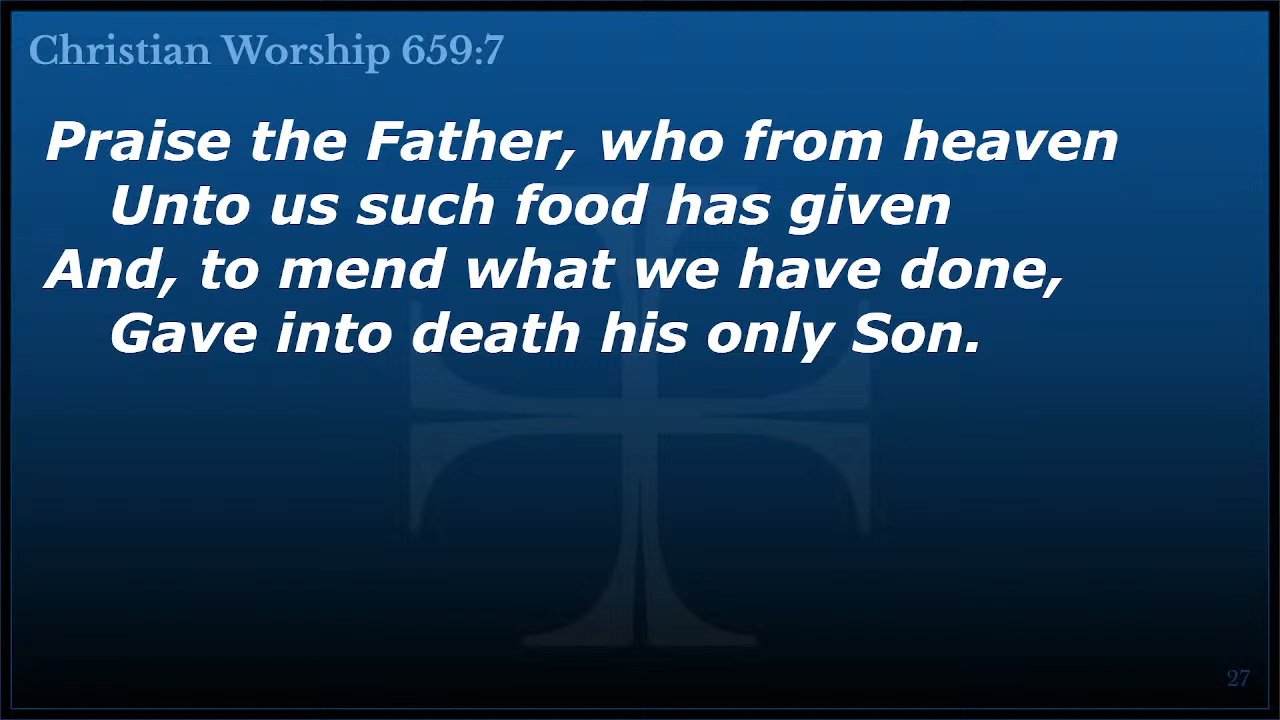 Christian Worship 659:7
Praise the Father, who from heaven
Unto us such food has given
And, to mend what we have done,
Gave into death his only Son.
27